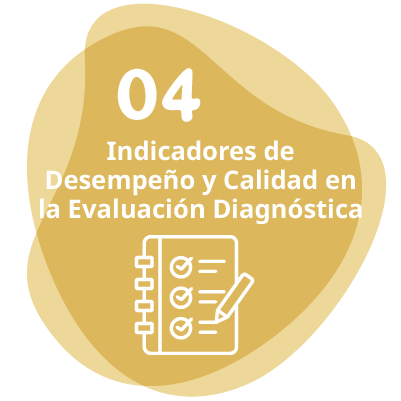 04
Indicadores de
Desempeño y Calidad en
la Evaluación Diagnóstica